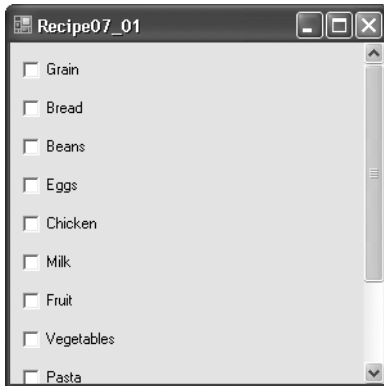 Recipe07_01
Grain
Bread
Beans
Eggs
Chicken
Milk
Fruit
Vegetables
Pasta